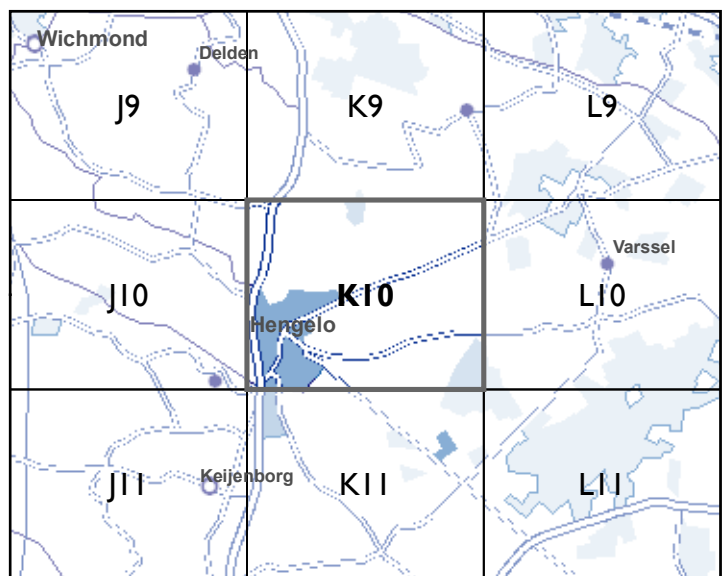 Wichmond
Delden
J9
K9
L9
J10
K10
Hengelo
Varssel
L10
J11
Keijenborg
K11
L11